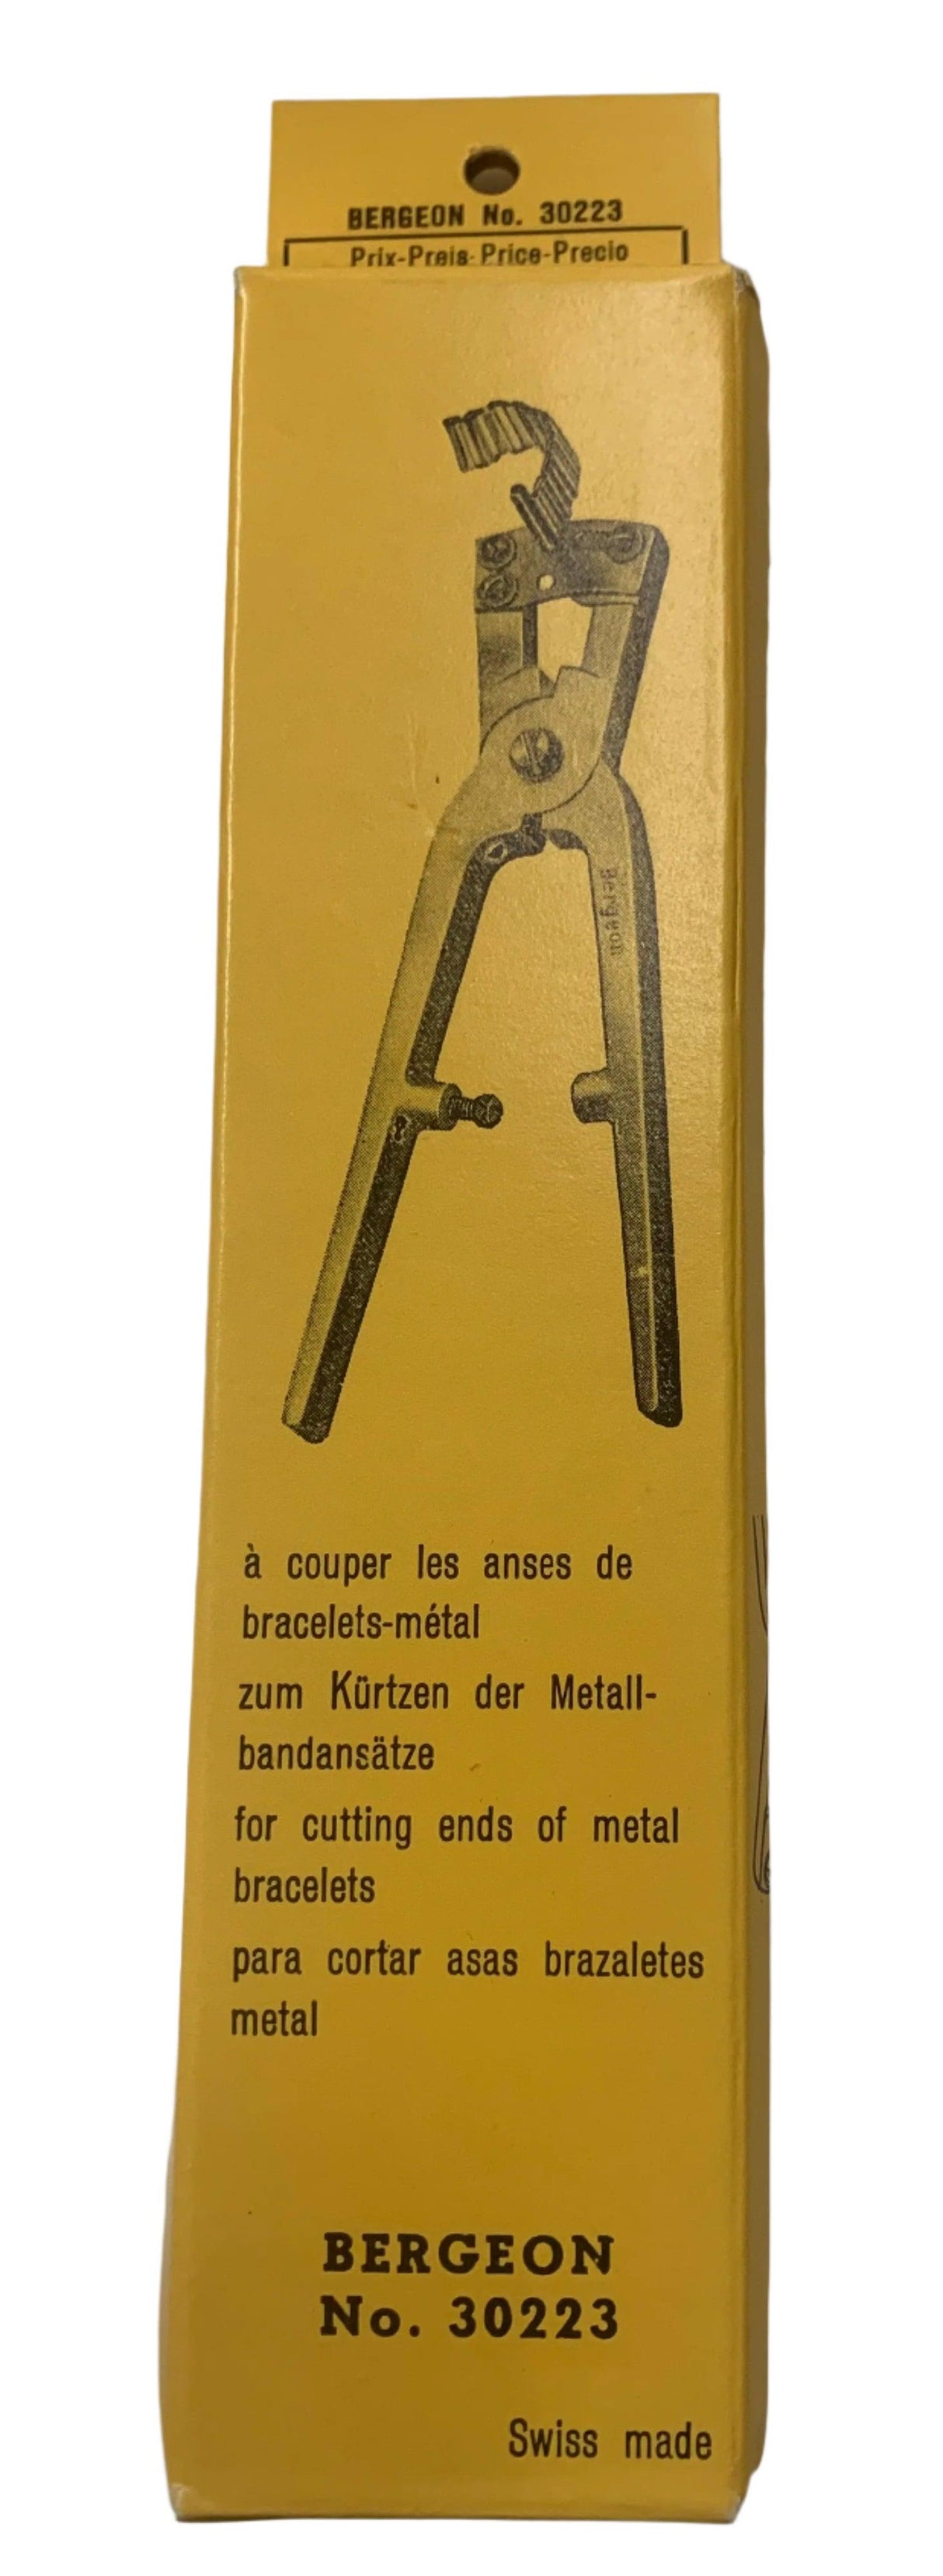 BERGEON No. 30223
Prix-Preis-Price-Precio
Bergeon
à couper les anses de
bracelets-métal
zum Kürtzen der Metall-
bandansätze
for cutting ends of metal
bracelets
para cortar asas brazaletes
metal
BERGEON
No. 30223
Swiss made